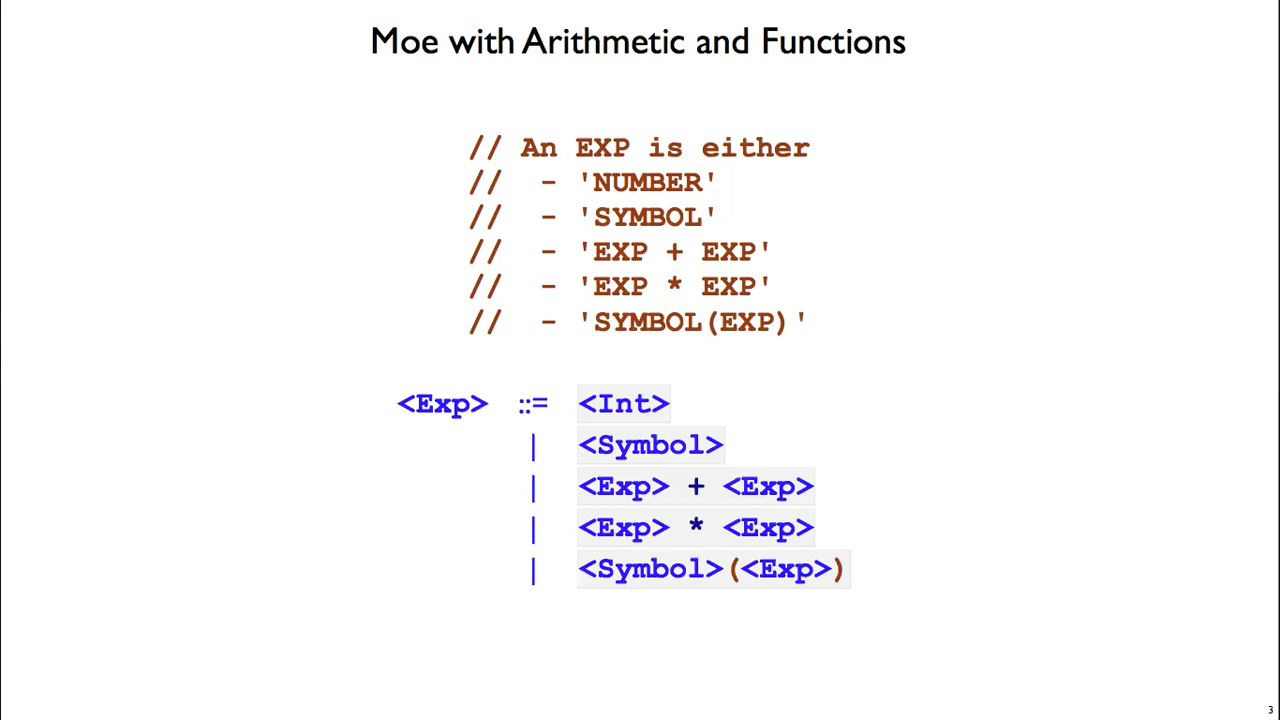 Moe with Arithmetic and Functions
// An EXP is either
// - 'NUMBER'
// - 'SYMBOL'
// - 'EXP + EXP'
// - 'EXP * EXP'
// - 'SYMBOL(EXP)'
<Exp> ::= <Int>
| <Symbol>
| <Exp> + <Exp>
| <Exp> * <Exp>
| <Symbol>(<Exp>)
3